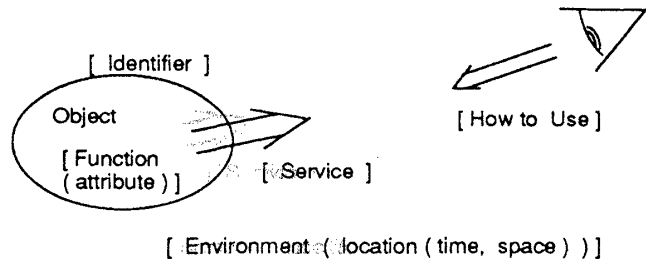 [ Identifier ]
Object
[ How to Use ]
[ Function
( attribute ) ]
[ Service ]
[ Environment ( location ( time, space ) ) ]